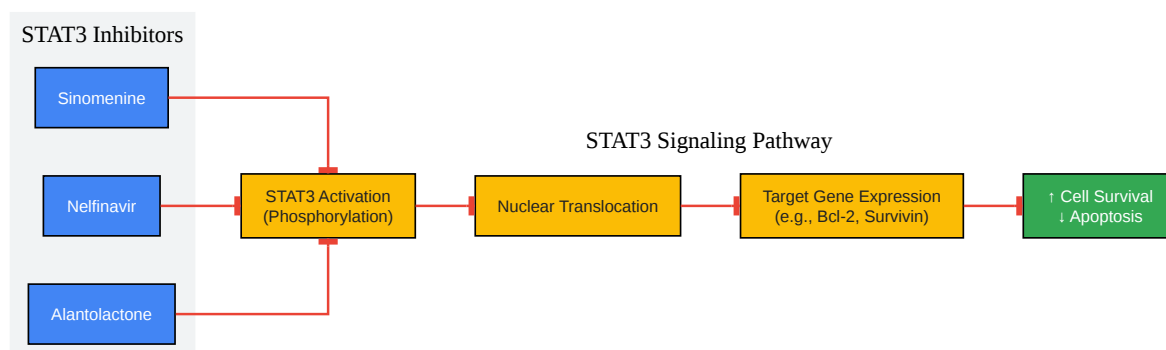 STAT3 Inhibitors
Sinomenine
Nelfinavir
Alantolactone
STAT3 Signaling Pathway
STAT3 Activation
(Phosphorylation)
Nuclear Translocation
Target Gene Expression
(e.g., Bcl-2, Survivin)
↑ Cell Survival
↓ Apoptosis